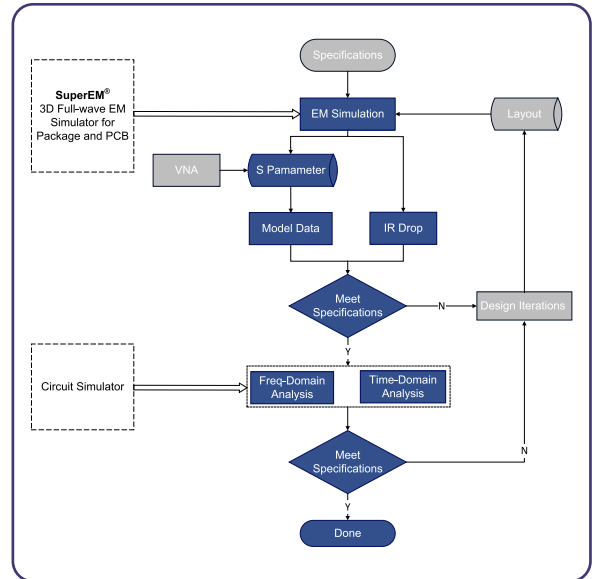 Specifications
SuperEM®
3D Full-wave EM
Simulator for
Package and PCB
EM Simulation
Layout
VNA
S Pamameter
Model Data
IR Drop
Meet
Specifications
N
Design Iterations
Y
Circuit Simulator
Freq-Domain
Analysis
Time-Domain
Analysis
Meet
Specifications
N
Y
Done